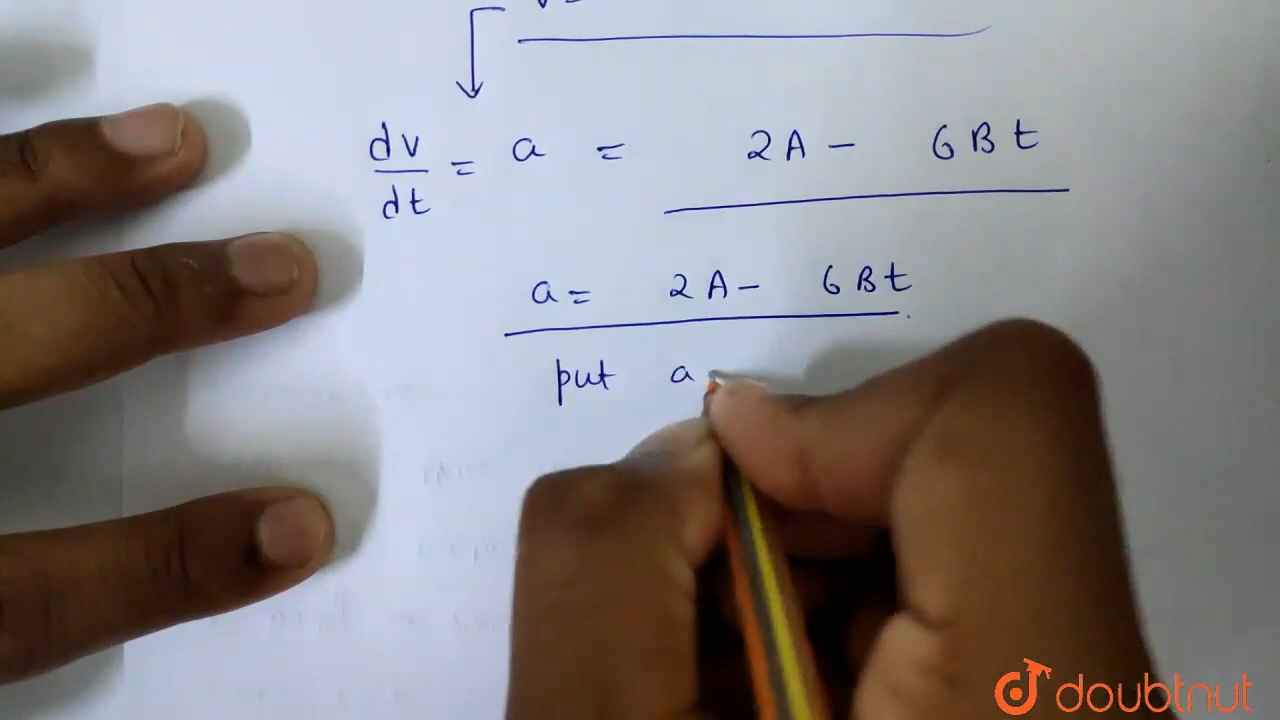 dv/dt = a = 2A - 6Bt
a = 2A - 6Bt
put a
doubtnut